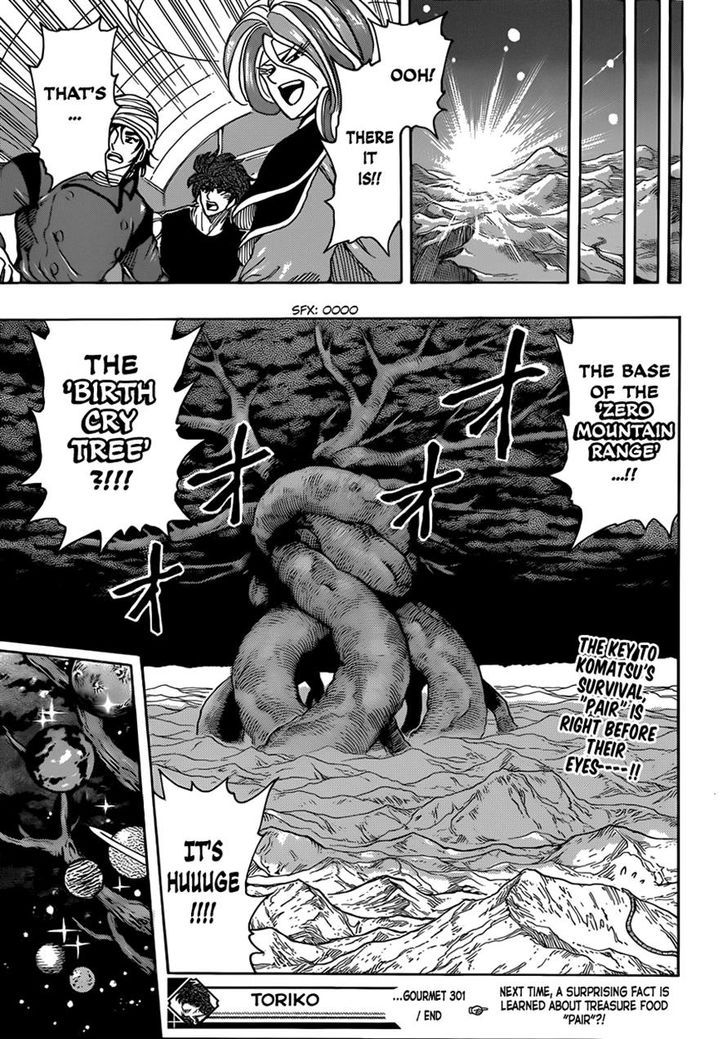 OOH!
THERE
IT
IS!!
THAT'S
...
SFX: OOOO
THE BASE
OF THE
'ZERO
MOUNTAIN
RANGE'
...!!
THE
'BIRTH
CRY
TREE'
?!!!
オ
オ
オ
オ
THE KEY TO
KOMATSU'S
SURVIVAL,
"PAIR" IS
RIGHT BEFORE
THEIR
EYES----!!
IT'S
HUUUGE
!!!!
TORIKO
...GOURMET 301
/ END
NEXT TIME, A SURPRISING FACT IS
LEARNED ABOUT TREASURE FOOD
"PAIR"?!